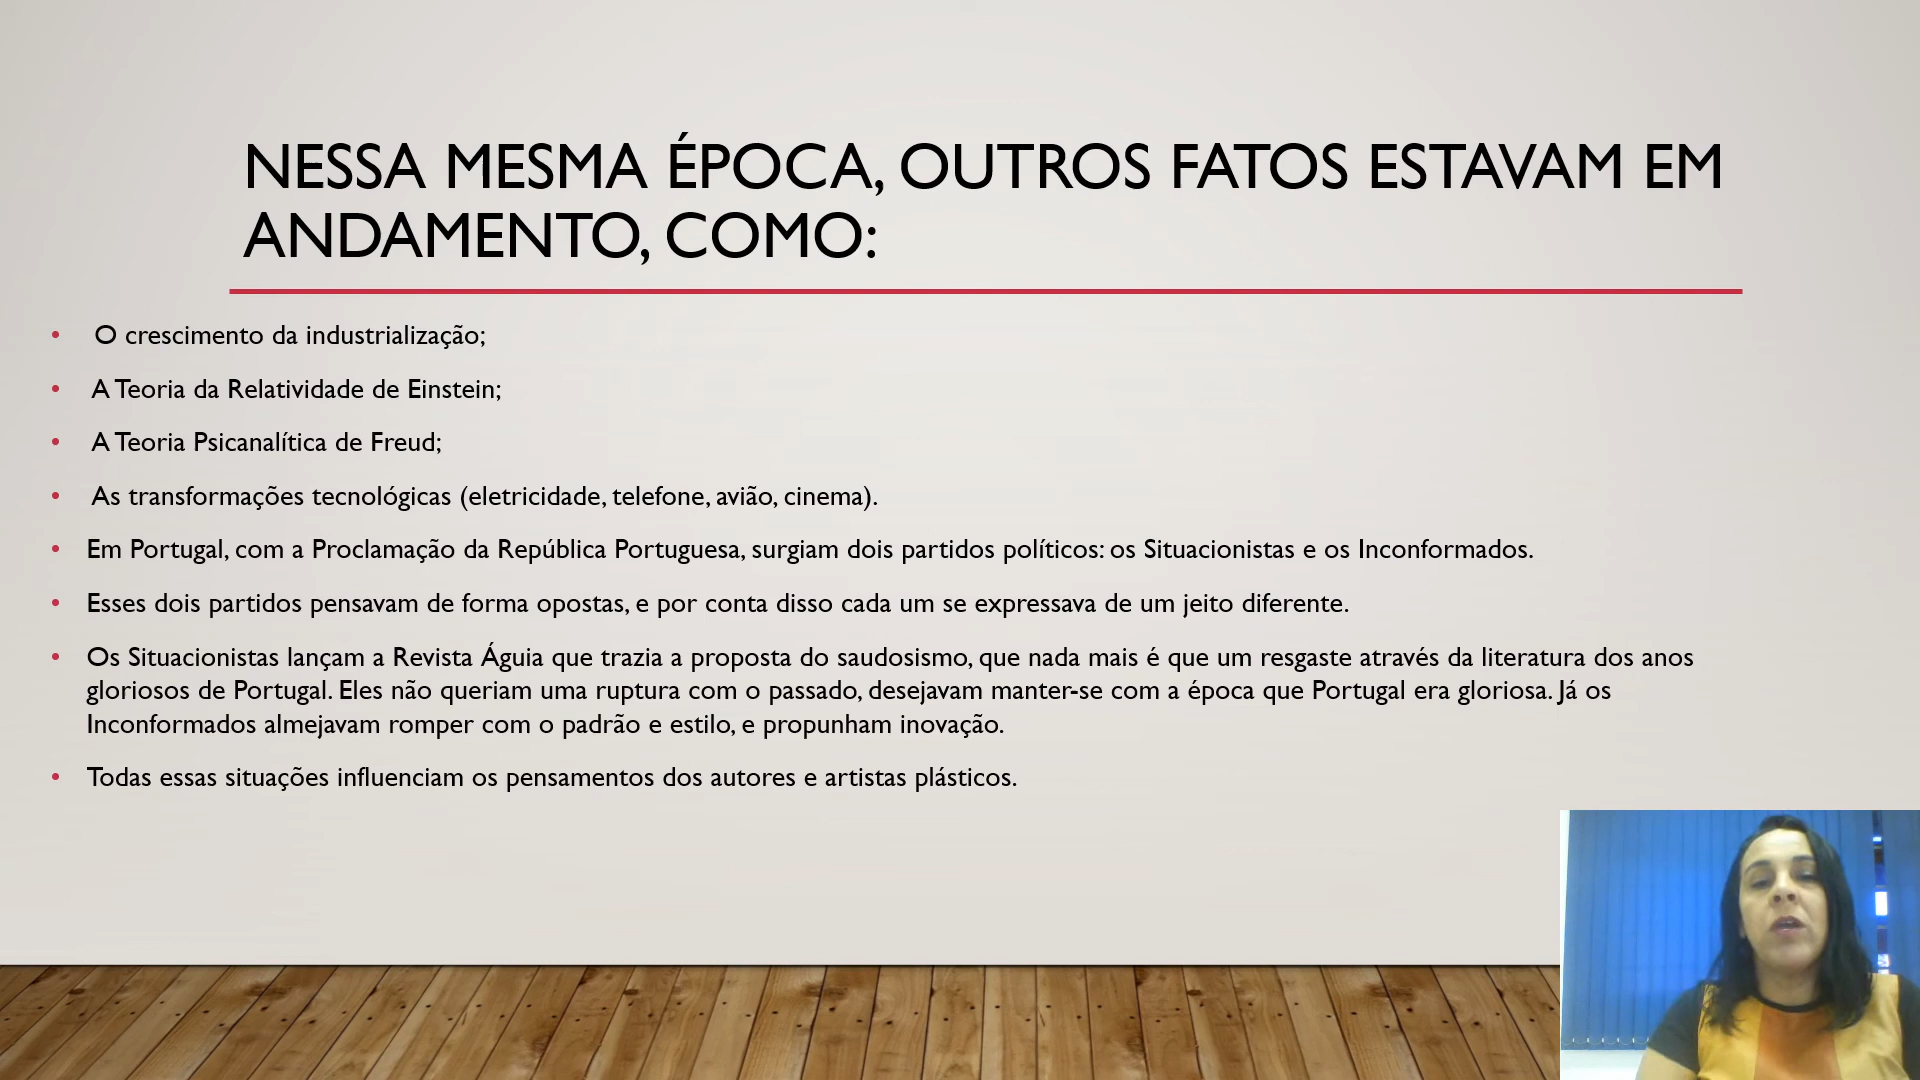 NESSA MESMA ÉPOCA, OUTROS FATOS ESTAVAM EM
ANDAMENTO, COMO:
• O crescimento da industrialização;
• A Teoria da Relatividade de Einstein;
• A Teoria Psicanalítica de Freud;
• As transformações tecnológicas (eletricidade, telefone, avião, cinema).
• Em Portugal, com a Proclamação da República Portuguesa, surgiam dois partidos políticos: os Situacionistas e os Inconformados.
• Esses dois partidos pensavam de forma opostas, e por conta disso cada um se expressava de um jeito diferente.
• Os Situacionistas lançam a Revista Águia que trazia a proposta do saudosismo, que nada mais é que um resgaste através da literatura dos anos
gloriosos de Portugal. Eles não queriam uma ruptura com o passado, desejavam manter-se com a época que Portugal era gloriosa. Já os
Inconformados almejavam romper com o padrão e estilo, e propunham inovação.
• Todas essas situações influenciam os pensamentos dos autores e artistas plásticos.